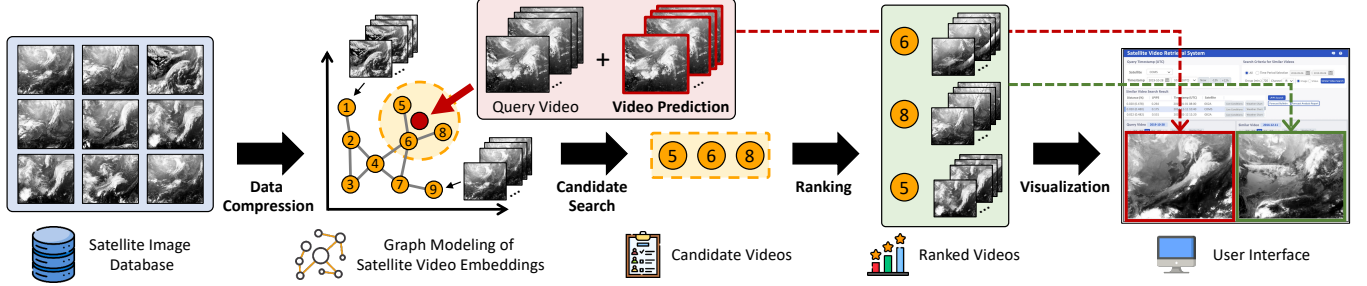 Data
Compression
1
2
3
4
5
6
7
8
9
Query Video
+
Video Prediction
Candidate
Search
5 6 8
Ranking
6
8
5
Visualization
Satellite Video Retrieval System
Satellite Image
Database
Graph Modeling of
Satellite Video Embeddings
Candidate Videos
Ranked Videos
User Interface